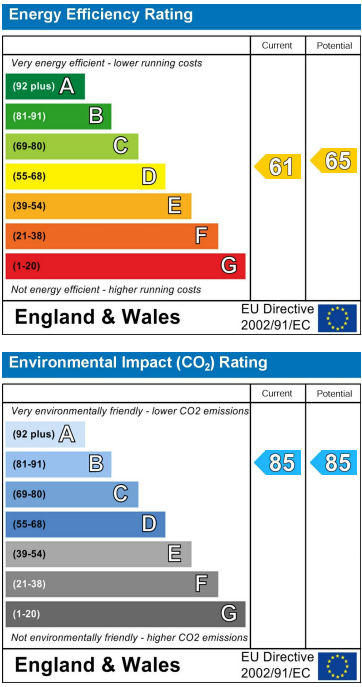 Energy Efficiency Rating
Current Potential
Very energy efficient - lower running costs
(92 plus) A
(81-91) B
(69-80) C
(55-68) D
61 65
(39-54) E
(21-38) F
(1-20) G
Not energy efficient - higher running costs
England & Wales
EU Directive
2002/91/EC
Environmental Impact (CO₂) Rating
Current Potential
Very environmentally friendly - lower CO2 emissions
(92 plus) A
(81-91) B
85 85
(69-80) C
(55-68) D
(39-54) E
(21-38) F
(1-20) G
Not environmentally friendly - higher CO2 emissions
England & Wales
EU Directive
2002/91/EC